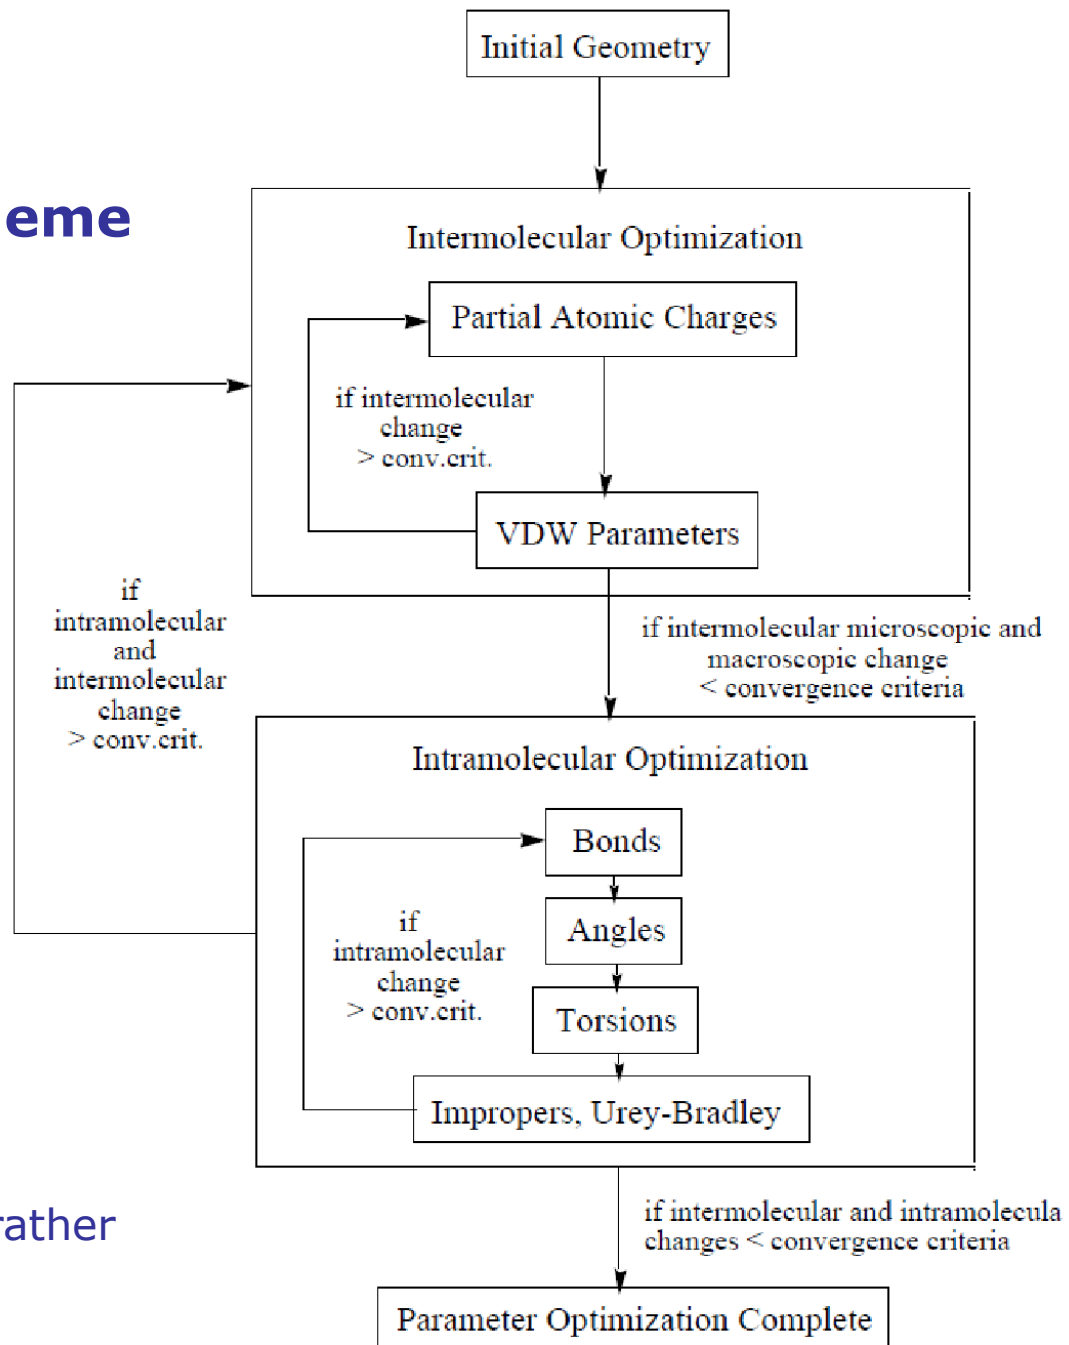 Initial Geometry
eme
Intermolecular Optimization
Partial Atomic Charges
if intermolecular
change
> conv.crit.
VDW Parameters
if
intramolecular
and
intermolecular
change
> conv.crit.
if intermolecular microscopic and
macroscopic change
< convergence criteria
Intramolecular Optimization
Bonds
Angles
if
intramolecular
change
> conv.crit.
Torsions
Impropers, Urey-Bradley
rather
if intermolecular and intramolecula
changes < convergence criteria
Parameter Optimization Complete